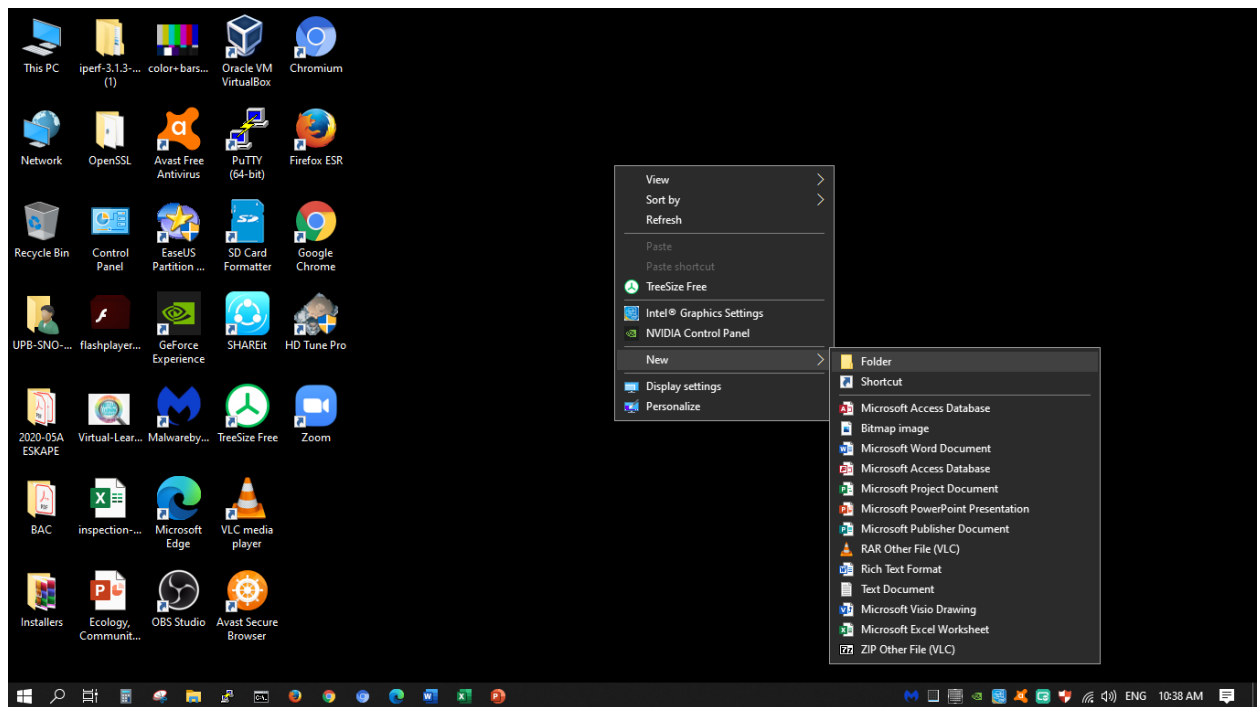 This PC
iperf-3.1.3-...
(1)
color+bars...
Oracle VM
VirtualBox
Chromium
Network
OpenSSL
Avast Free
Antivirus
PuTTY
(64-bit)
Firefox ESR
Recycle Bin
Control
Panel
EaseUS
Partition ...
SD Card
Formatter
Google
Chrome
UPB-SNO-...
flashplayer...
GeForce
Experience
SHAREit
HD Tune Pro
2020-05A
ESKAPE
Virtual-Lear...
Malwareby...
TreeSize Free
Zoom
BAC
inspection-...
Microsoft
Edge
VLC media
player
Installers
Ecology,
Communit...
OBS Studio
Avast Secure
Browser
View
Sort by
Refresh
Paste
Paste shortcut
TreeSize Free
Intel® Graphics Settings
NVIDIA Control Panel
New
Display settings
Personalize
Folder
Shortcut
Microsoft Access Database
Bitmap image
Microsoft Word Document
Microsoft Access Database
Microsoft Project Document
Microsoft PowerPoint Presentation
Microsoft Publisher Document
RAR Other File (VLC)
Rich Text Format
Text Document
Microsoft Visio Drawing
Microsoft Excel Worksheet
ZIP Other File (VLC)
ENG
10:38 AM